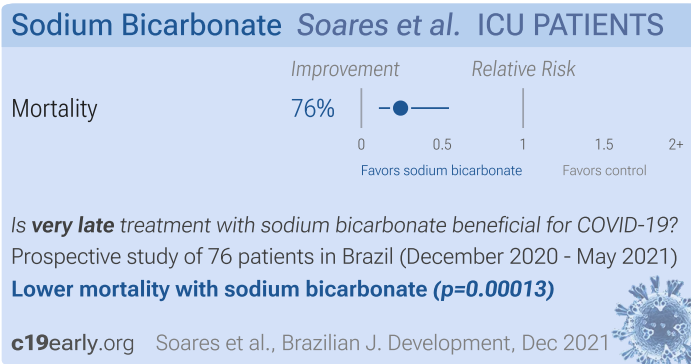 Sodium Bicarbonate Soares et al. ICU PATIENTS
Improvement Relative Risk
Mortality 76%
0 0.5 1 1.5 2+
Favors sodium bicarbonate Favors control
Is very late treatment with sodium bicarbonate beneficial for COVID-19?
Prospective study of 76 patients in Brazil (December 2020 - May 2021)
Lower mortality with sodium bicarbonate (p=0.00013)
c19early.org Soares et al., Brazilian J. Development, Dec 2021